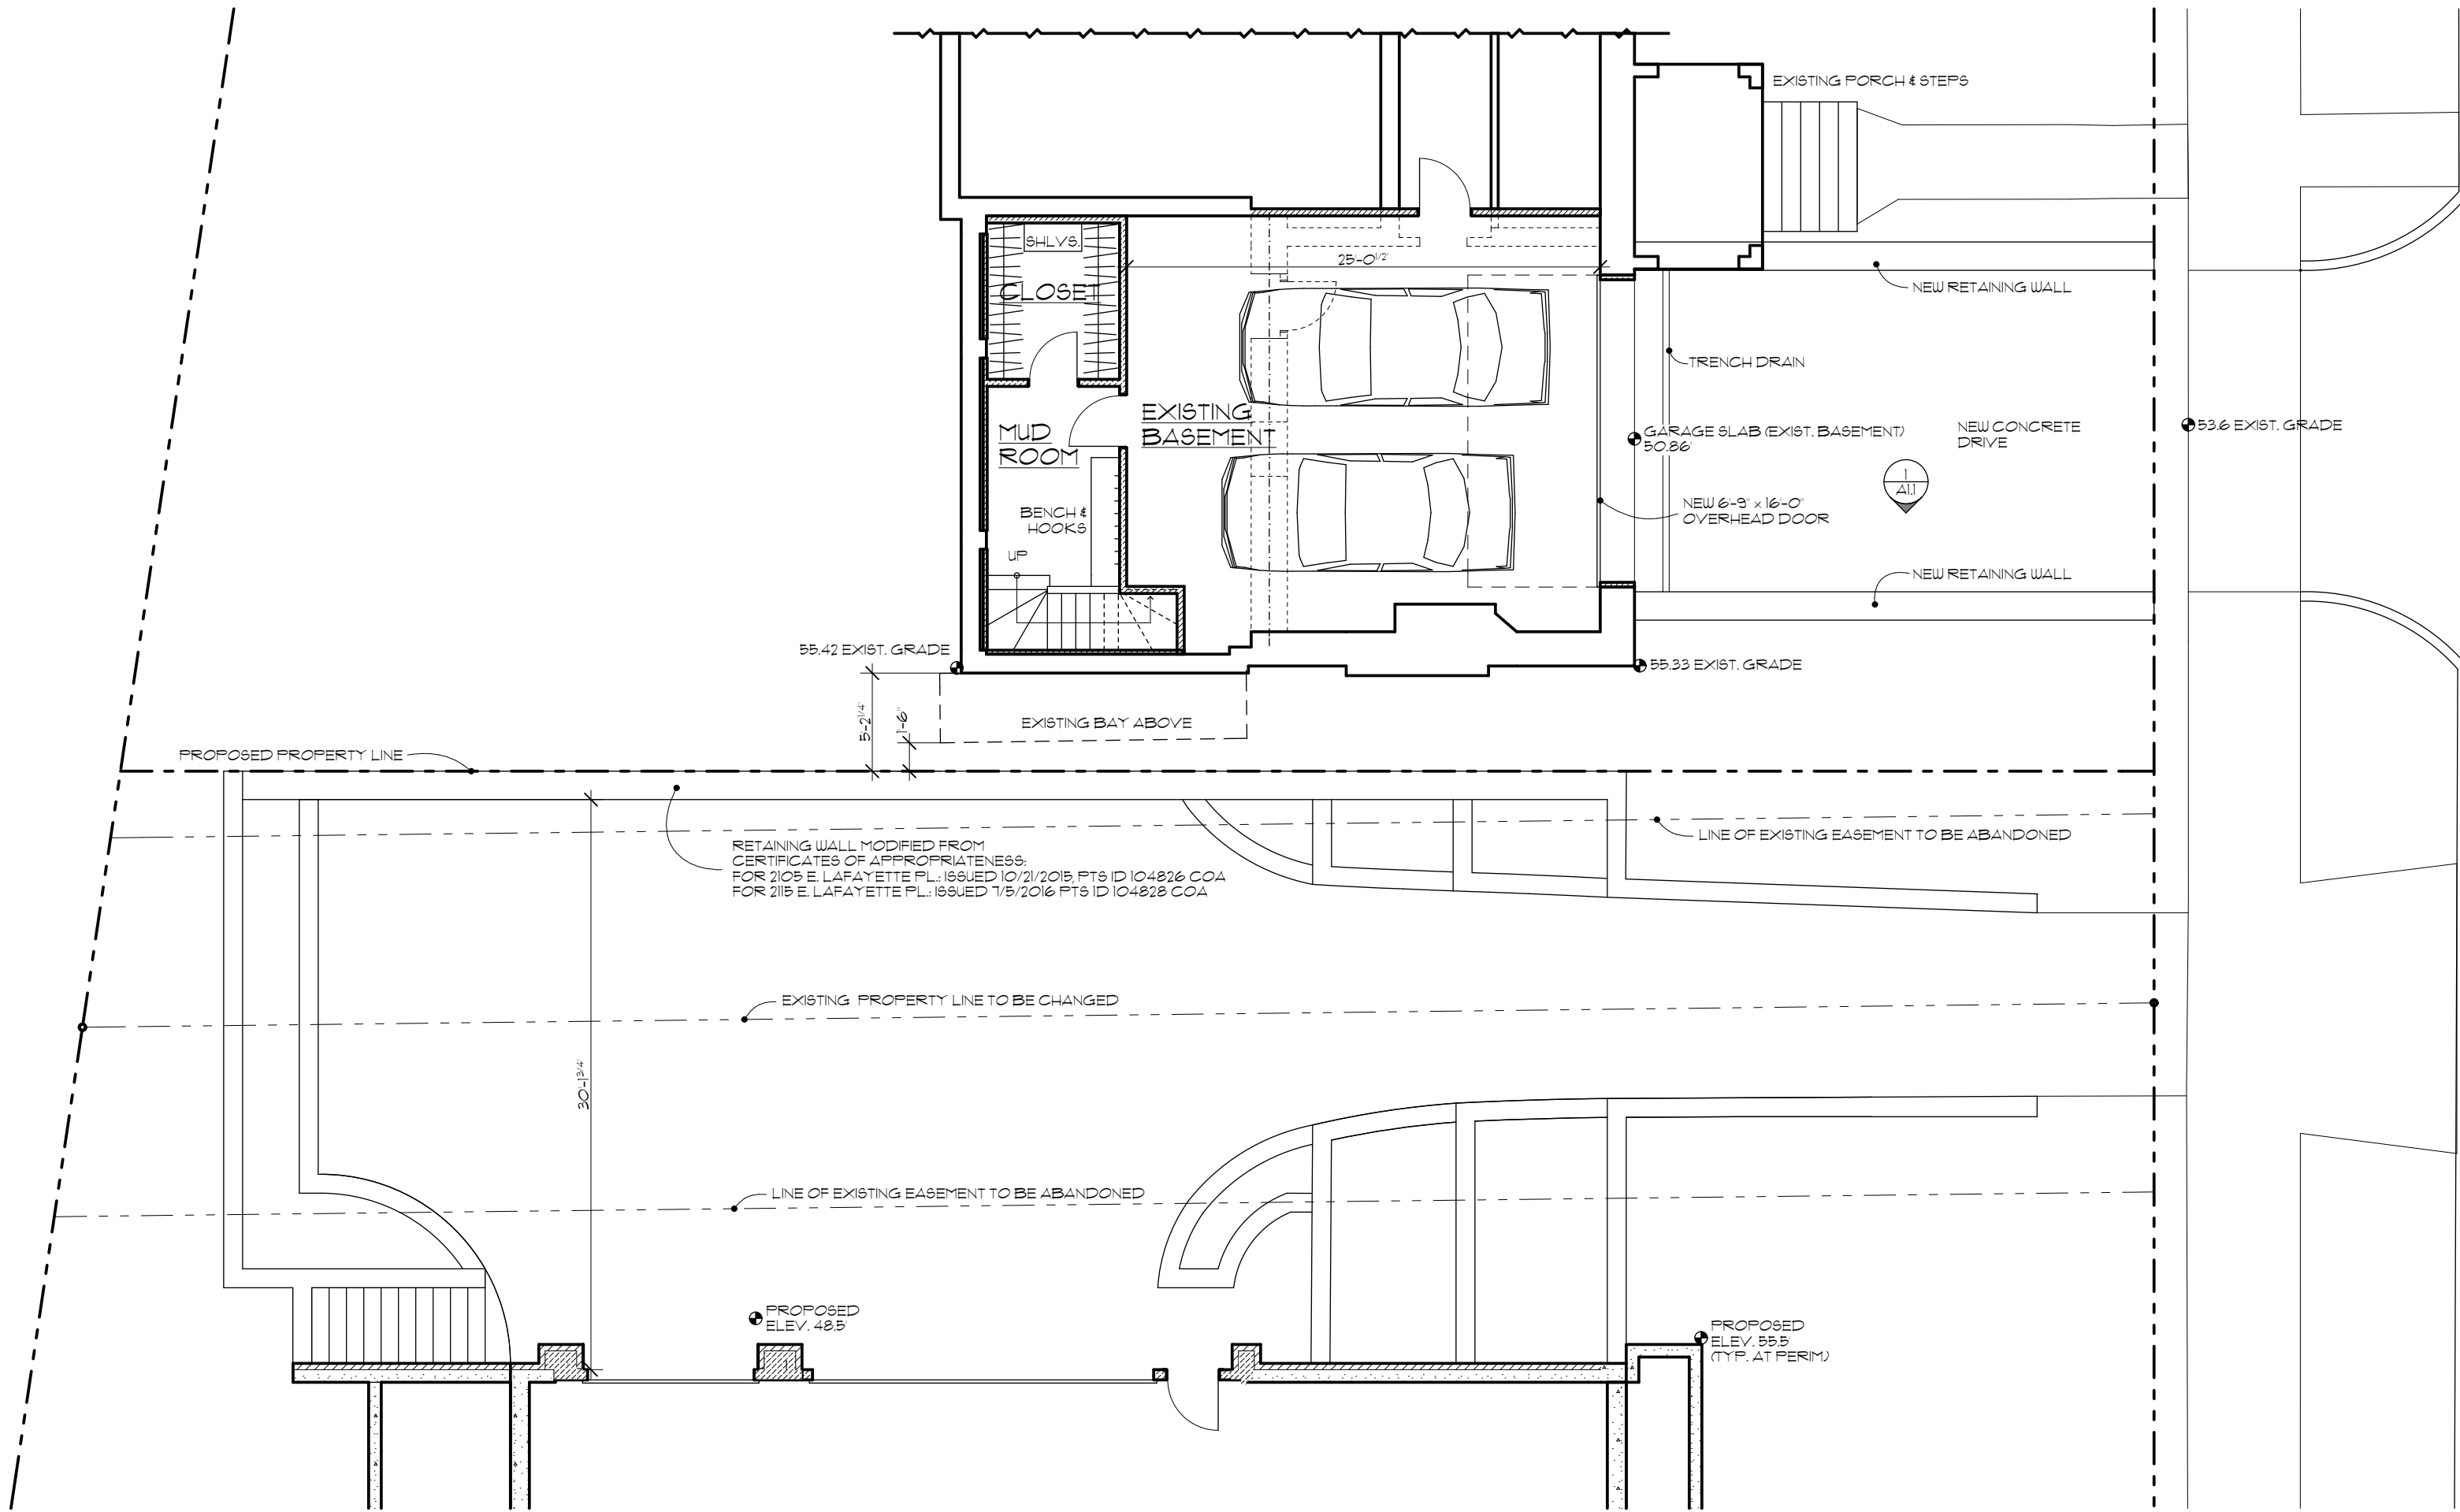 EXISTING PORCH & STEPS
SHLVS.
25'-0 1/2"
CLOSET
NEW RETAINING WALL
TRENCH DRAIN
EXISTING
BASEMENT
MUD
ROOM
GARAGE SLAB (EXIST. BASEMENT)
50.86'
NEW CONCRETE
DRIVE
53.6 EXIST. GRADE
1
A1.1
BENCH &
HOOKS
NEW 6'-9" x 16'-0"
OVERHEAD DOOR
UP
NEW RETAINING WALL
55.42 EXIST. GRADE
55.33 EXIST. GRADE
5'-2 1/4"
1'-6"
EXISTING BAY ABOVE
PROPOSED PROPERTY LINE
LINE OF EXISTING EASEMENT TO BE ABANDONED
RETAINING WALL MODIFIED FROM
CERTIFICATES OF APPROPRIATENESS:
FOR 2105 E. LAFAYETTE PL.: ISSUED 10/21/2015, PTS ID 104826 COA
FOR 2115 E. LAFAYETTE PL.: ISSUED 7/5/2016 PTS ID 104828 COA
EXISTING PROPERTY LINE TO BE CHANGED
30'-1 3/4"
LINE OF EXISTING EASEMENT TO BE ABANDONED
PROPOSED
ELEV. 48.5'
PROPOSED
ELEV. 55.5'
(TYP. AT PERIM.)